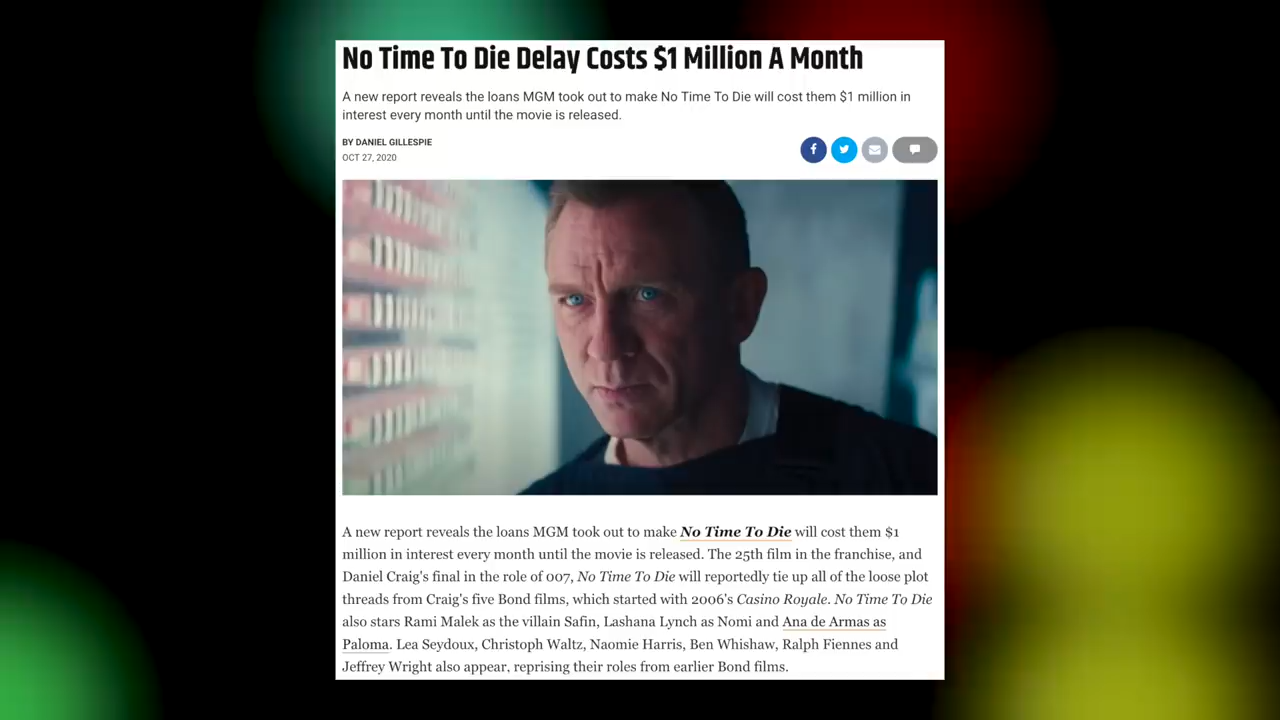 No Time To Die Delay Costs $1 Million A Month
A new report reveals the loans MGM took out to make No Time To Die will cost them $1 million in
interest every month until the movie is released.
BY DANIEL GILLESPIE
OCT 27, 2020
A new report reveals the loans MGM took out to make No Time To Die will cost them $1
million in interest every month until the movie is released. The 25th film in the franchise, and
Daniel Craig's final in the role of 007, No Time To Die will reportedly tie up all of the loose plot
threads from Craig's five Bond films, which started with 2006's Casino Royale. No Time To Die
also stars Rami Malek as the villain Safin, Lashana Lynch as Nomi and Ana de Armas as
Paloma. Lea Seydoux, Christoph Waltz, Naomie Harris, Ben Whishaw, Ralph Fiennes and
Jeffrey Wright also appear, reprising their roles from earlier Bond films.